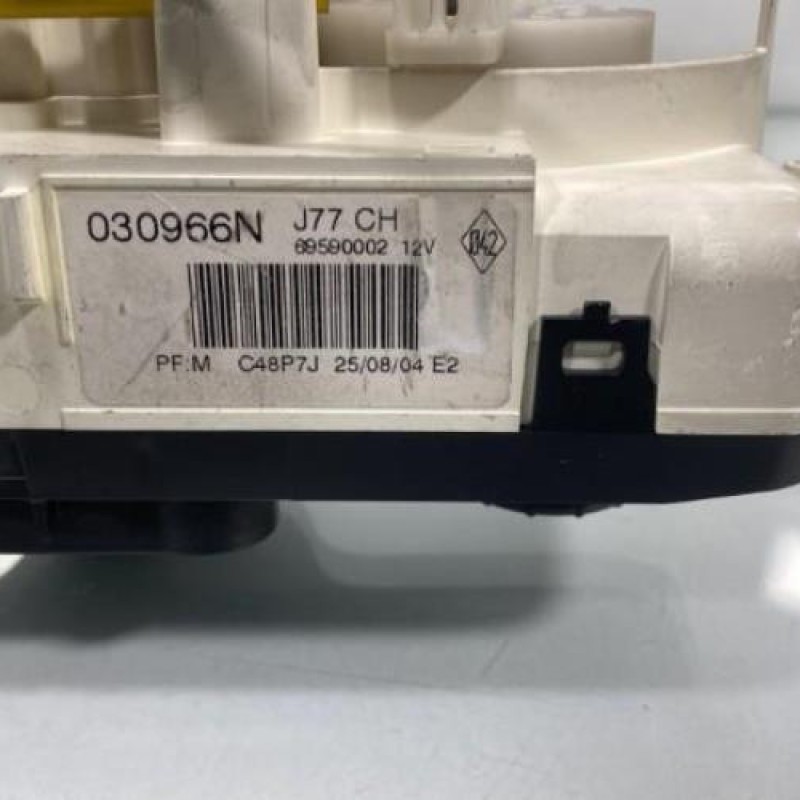 030966N J77 CH
69590002 12V
PF:M C48P7J 25/08/04 E2